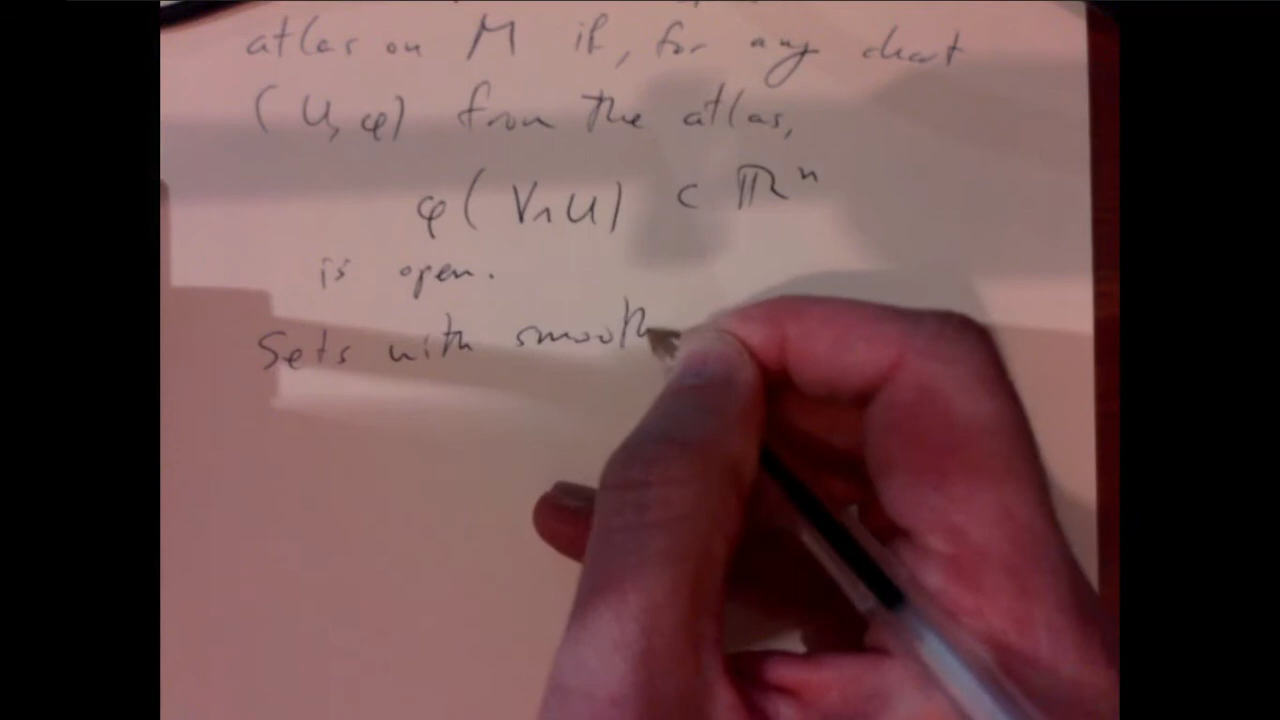 atlas on M if, for any chart
(U, φ) from the atlas,
φ(V∩U) ⊂ ℝⁿ
is open.
Sets with smooth